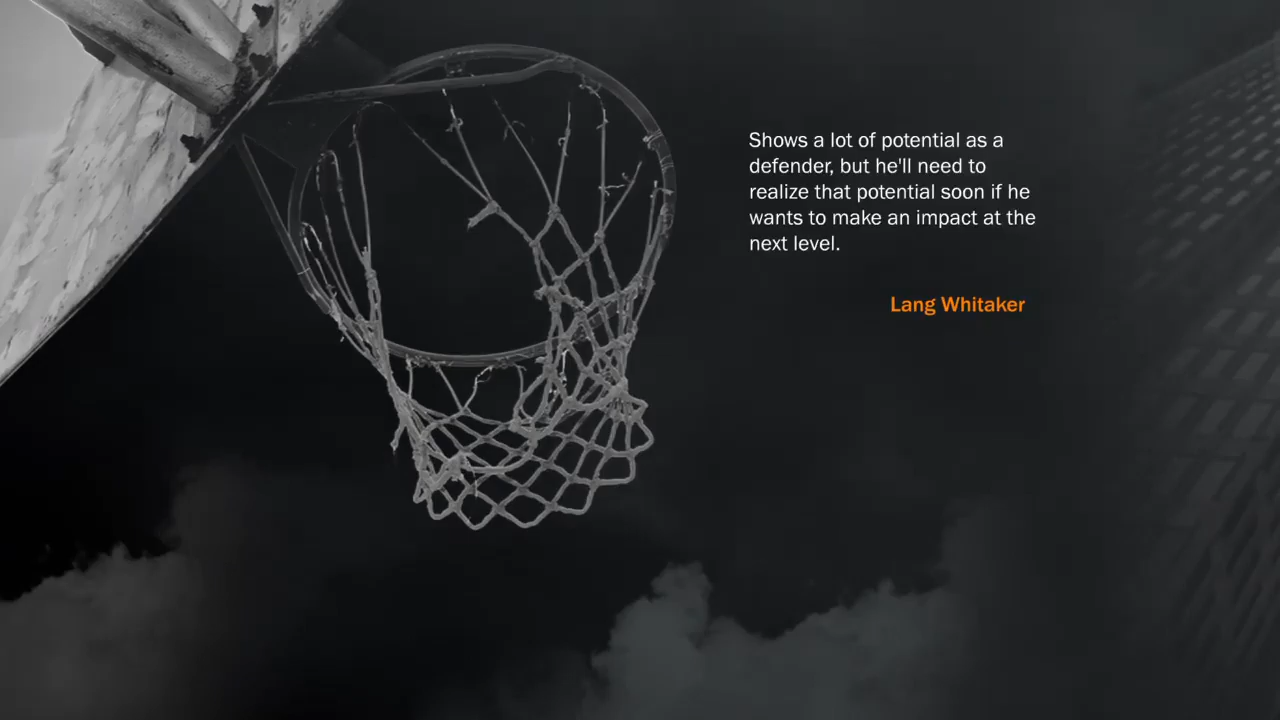 Shows a lot of potential as a
defender, but he'll need to
realize that potential soon if he
wants to make an impact at the
next level.
Lang Whitaker